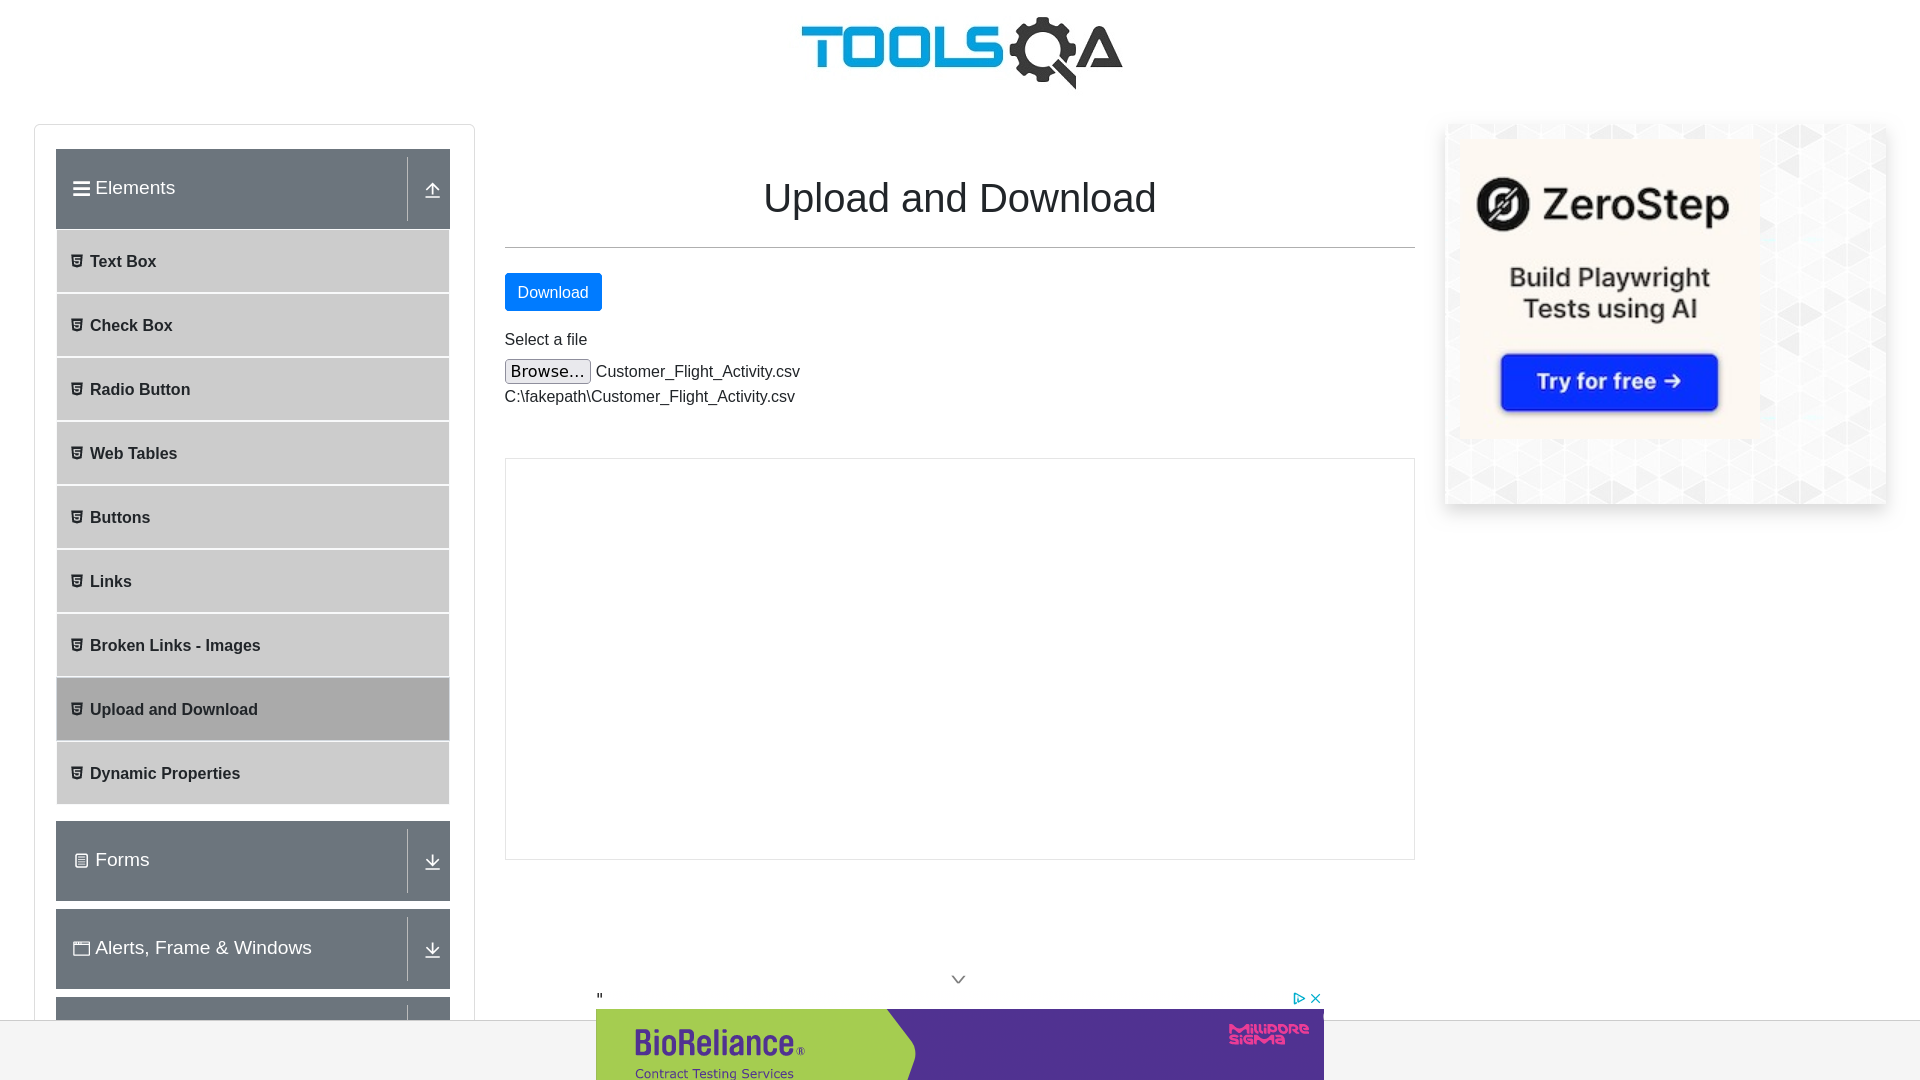 TOOLSQA
Elements
Text Box
Check Box
Radio Button
Web Tables
Buttons
Links
Broken Links - Images
Upload and Download
Dynamic Properties
Forms
Alerts, Frame & Windows
Upload and Download
Download
Select a file
Browse... Customer_Flight_Activity.csv
C:\fakepath\Customer_Flight_Activity.csv
ZeroStep
Build Playwright
Tests using AI
Try for free →
"
BioReliance®
Contract Testing Services
Millipore
Sigma